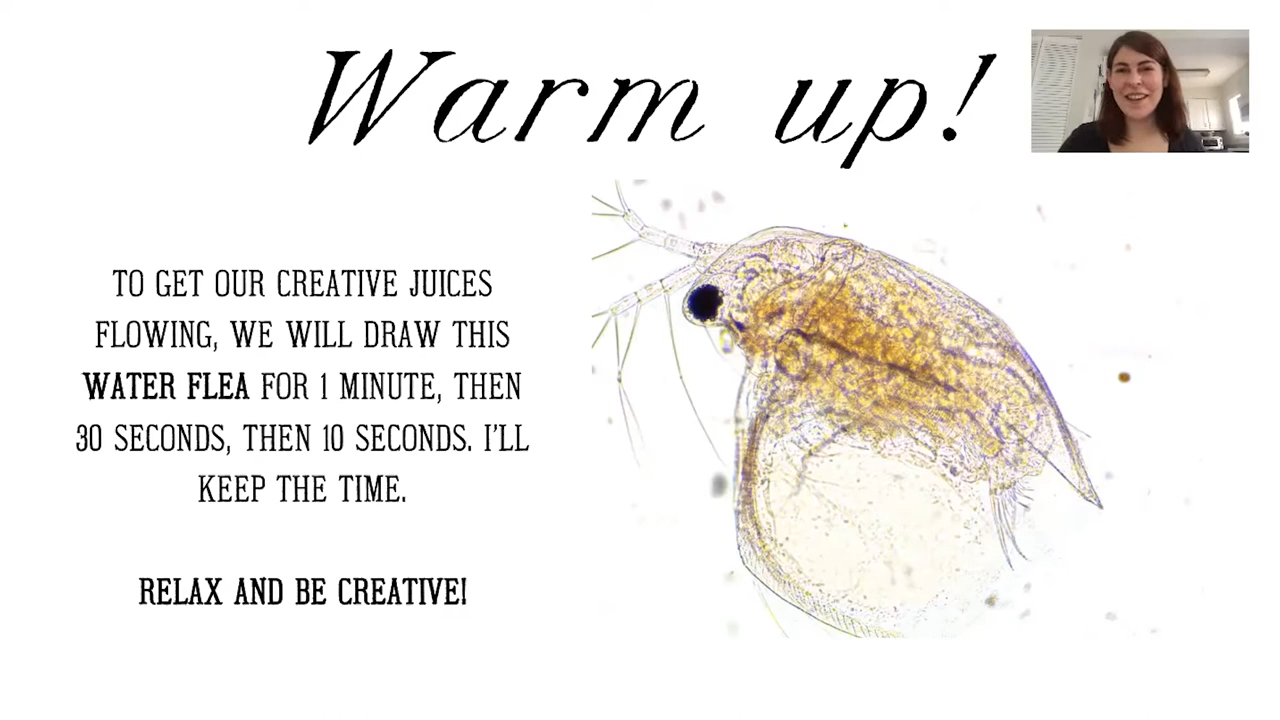 Warm up!
TO GET OUR CREATIVE JUICES
FLOWING, WE WILL DRAW THIS
WATER FLEA FOR 1 MINUTE, THEN
30 SECONDS, THEN 10 SECONDS. I'LL
KEEP THE TIME.
RELAX AND BE CREATIVE!